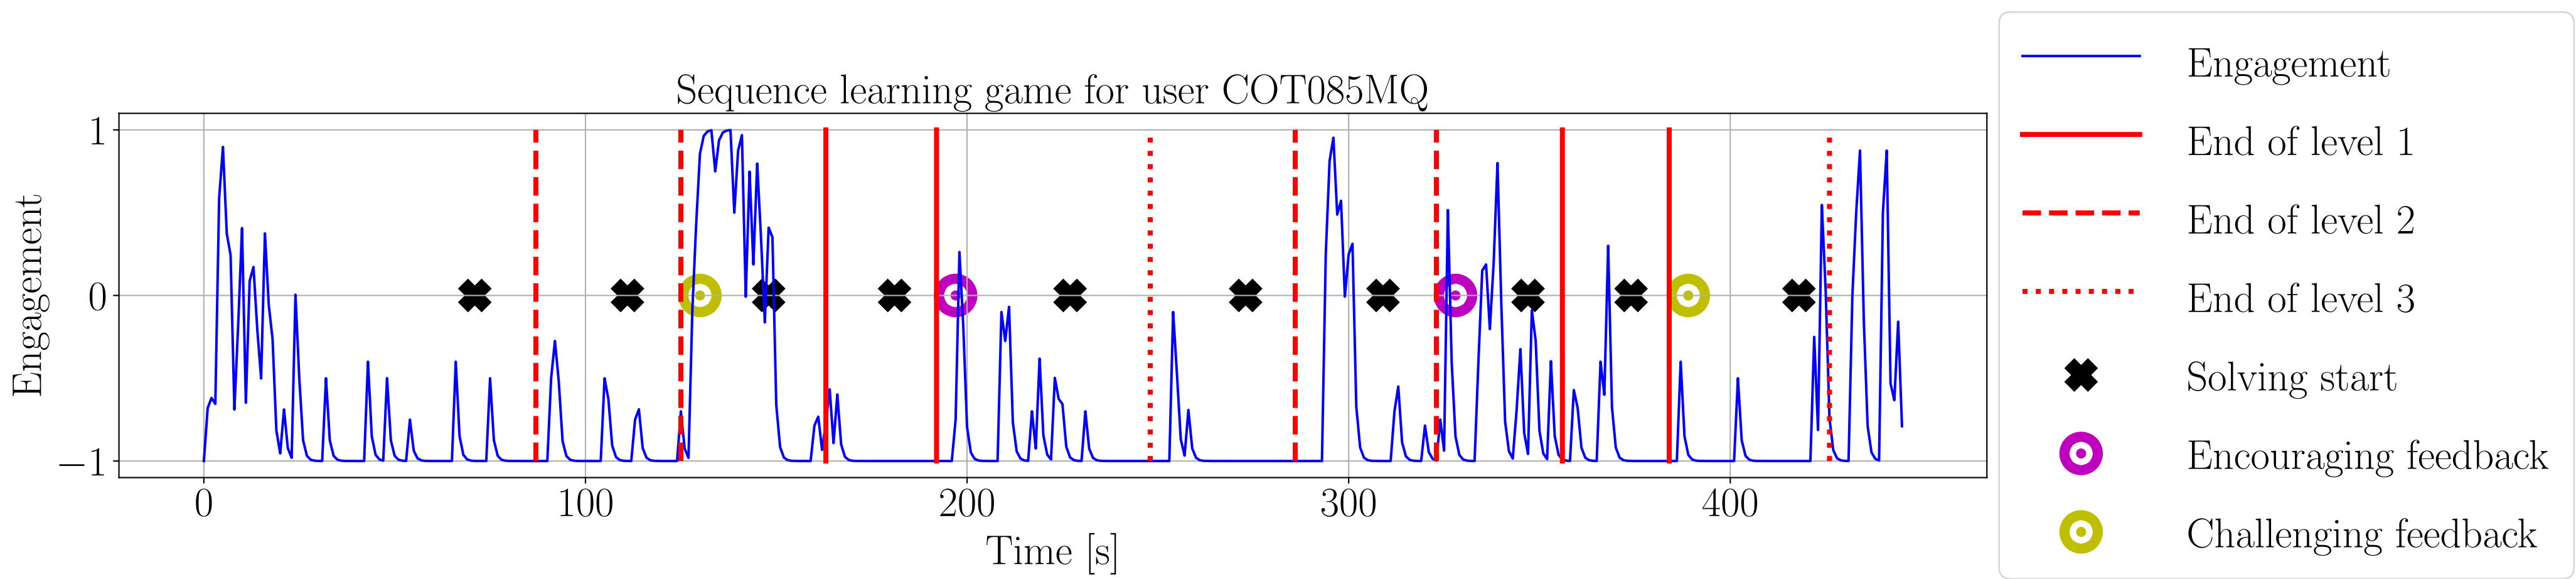 Sequence learning game for user COT085MQ
Engagement
1
0
−1
0 100 200 300 400
Time [s]
Engagement
End of level 1
End of level 2
End of level 3
Solving start
Encouraging feedback
Challenging feedback